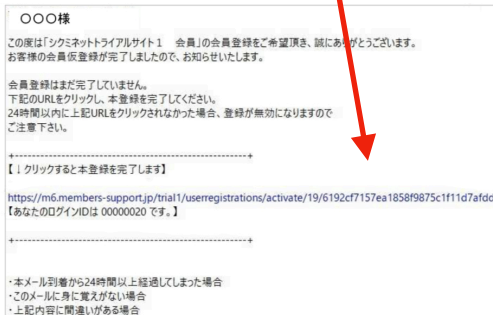 ○○○様
この度は「シクミネットトライアルサイト1　会員」の会員登録をご希望頂き、誠にありがとうございます。
お客様の会員仮登録が完了しましたので、お知らせいたします。
会員登録はまだ完了していません。
下記のURLをクリックし、本登録を完了してください。
24時間以内に上記URLをクリックされなかった場合、登録が無効になりますので
ご注意下さい。
+--------------------------------------------------+
【↓クリックすると本登録を完了します】
https://m6.members-support.jp/trial1/userregistrations/activate/19/6192cf7157ea1858f9875c1f11d7afdd
【あなたのログインIDは 00000020 です。】
+--------------------------------------------------+
・本メール到着から24時間以上経過してしまった場合
・このメールに身に覚えがない場合
・上記内容に間違いがある場合